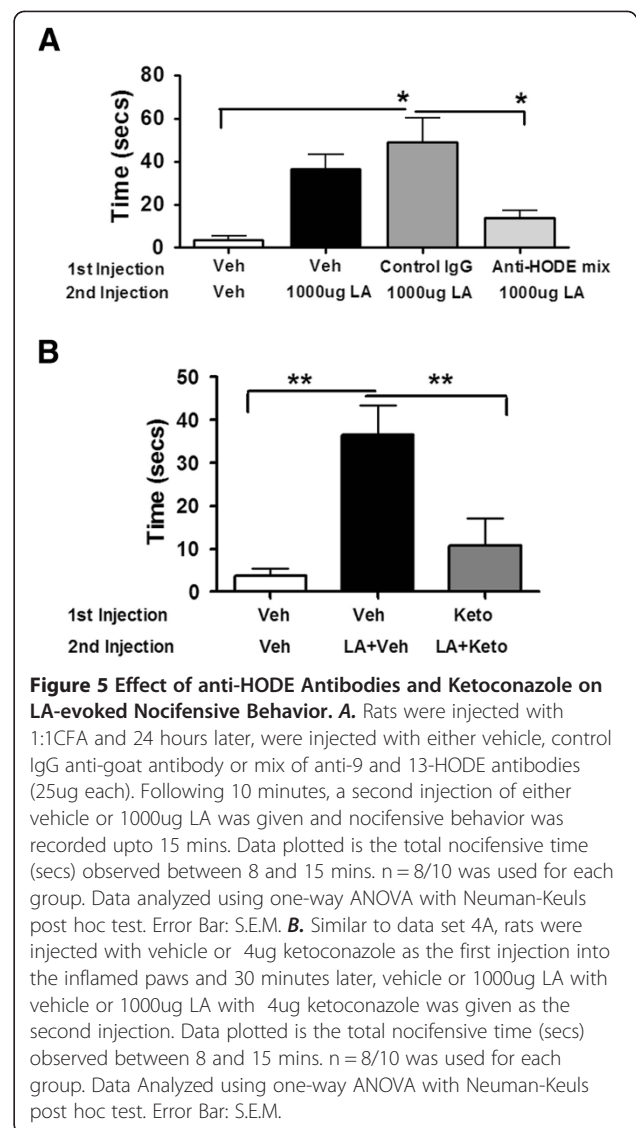 A
80
60
40
20
0
Time (secs)
*
*
1st Injection Veh Veh Control IgG Anti-HODE mix
2nd Injection Veh 1000ug LA 1000ug LA 1000ug LA
B
50
40
30
20
10
0
Time (secs)
**
**
1st Injection Veh Veh Keto
2nd Injection Veh LA+Veh LA+Keto
Figure 5 Effect of anti-HODE Antibodies and Ketoconazole on
LA-evoked Nocifensive Behavior. A. Rats were injected with
1:1CFA and 24 hours later, were injected with either vehicle, control
IgG anti-goat antibody or mix of anti-9 and 13-HODE antibodies
(25ug each). Following 10 minutes, a second injection of either
vehicle or 1000ug LA was given and nocifensive behavior was
recorded upto 15 mins. Data plotted is the total nocifensive time
(secs) observed between 8 and 15 mins. n = 8/10 was used for each
group. Data analyzed using one-way ANOVA with Neuman-Keuls
post hoc test. Error Bar: S.E.M. B. Similar to data set 4A, rats were
injected with vehicle or 4ug ketoconazole as the first injection into
the inflamed paws and 30 minutes later, vehicle or 1000ug LA with
vehicle or 1000ug LA with 4ug ketoconazole was given as the
second injection. Data plotted is the total nocifensive time (secs)
observed between 8 and 15 mins. n = 8/10 was used for each
group. Data Analyzed using one-way ANOVA with Neuman-Keuls
post hoc test. Error Bar: S.E.M.